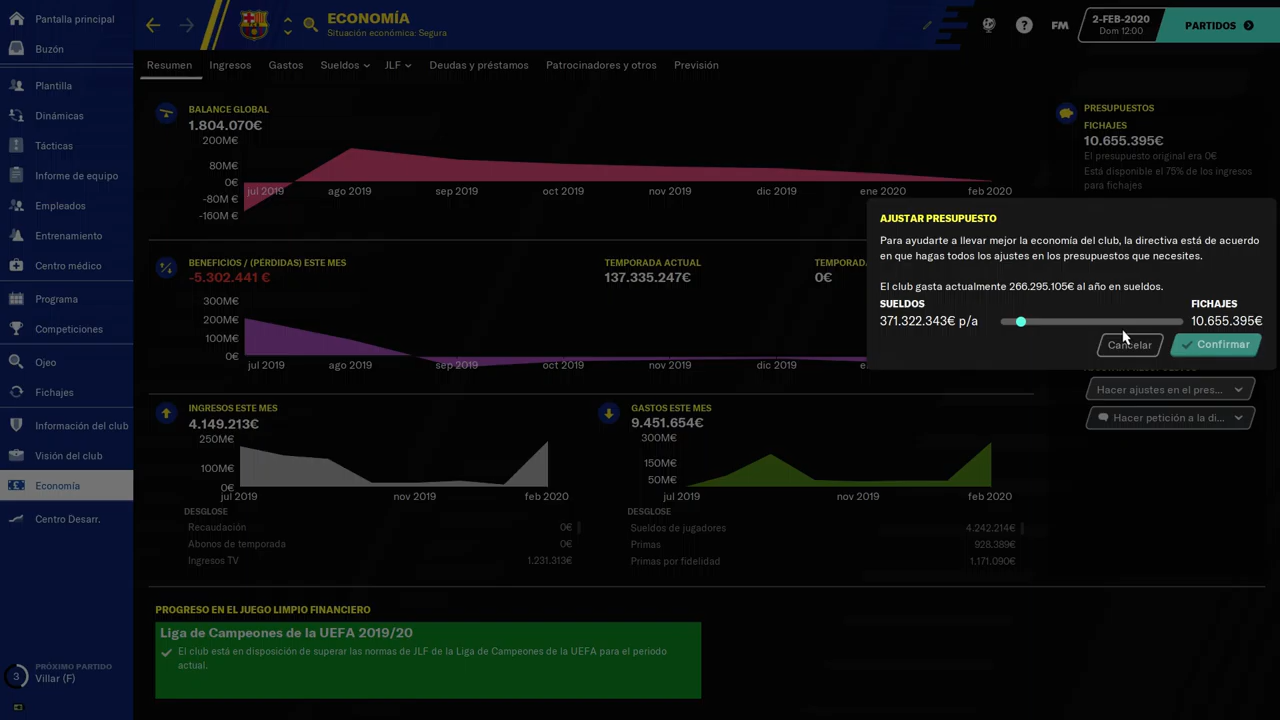 Pantalla principal
Buzón
Plantilla
Dinámicas
Tácticas
Informe de equipo
Empleados
Entrenamiento
Centro médico
Programa
Competiciones
Ojeo
Fichajes
Información del club
Visión del club
Economía
Centro Desarr.
3
PRÓXIMO PARTIDO
Villar (F)
ECONOMÍA
Situación económica: Segura
?
FM
2-FEB-2020
Dom 12:00
PARTIDOS
Resumen
Ingresos
Gastos
Sueldos
JLF
Deudas y préstamos
Patrocinadores y otros
Previsión
BALANCE GLOBAL
1.804.070€
200M€
80M€
0€
-80M €
-160M €
jul 2019
ago 2019
sep 2019
oct 2019
nov 2019
dic 2019
ene 2020
feb 2020
PRESUPUESTOS
FICHAJES
10.655.395€
El presupuesto original era 0€
Está disponible el 75% de los ingresos
para fichajes
AJUSTAR PRESUPUESTO
Para ayudarte a llevar mejor la economía del club, la directiva está de acuerdo
en que hagas todos los ajustes en los presupuestos que necesites.
El club gasta actualmente 266.295.105€ al año en sueldos.
SUELDOS
371.322.343€ p/a
FICHAJES
10.655.395€
Cancelar
Confirmar
Hacer ajustes en el pres...
Hacer petición a la di...
BENEFICIOS / (PÉRDIDAS) ESTE MES
-5.302.441 €
TEMPORADA ACTUAL
137.335.247€
TEMPORADA
0€
300M€
200M€
100M€
0€
jul 2019
ago 2019
sep 2019
oct 2019
nov 2019
dic 2019
e
INGRESOS ESTE MES
4.149.213€
250M€
100M€
0€
jul 2019
nov 2019
feb 2020
DESGLOSE
Recaudación 0€
Abonos de temporada 0€
Ingresos TV 1.231.313€
GASTOS ESTE MES
9.451.654€
300M€
150M€
50M€
jul 2019
nov 2019
feb 2020
DESGLOSE
Sueldos de jugadores 4.242.214€
Primas 928.389€
Primas por fidelidad 1.171.090€
PROGRESO EN EL JUEGO LIMPIO FINANCIERO
Liga de Campeones de la UEFA 2019/20
El club está en disposición de superar las normas de JLF de la Liga de Campeones de la UEFA para el periodo
actual.